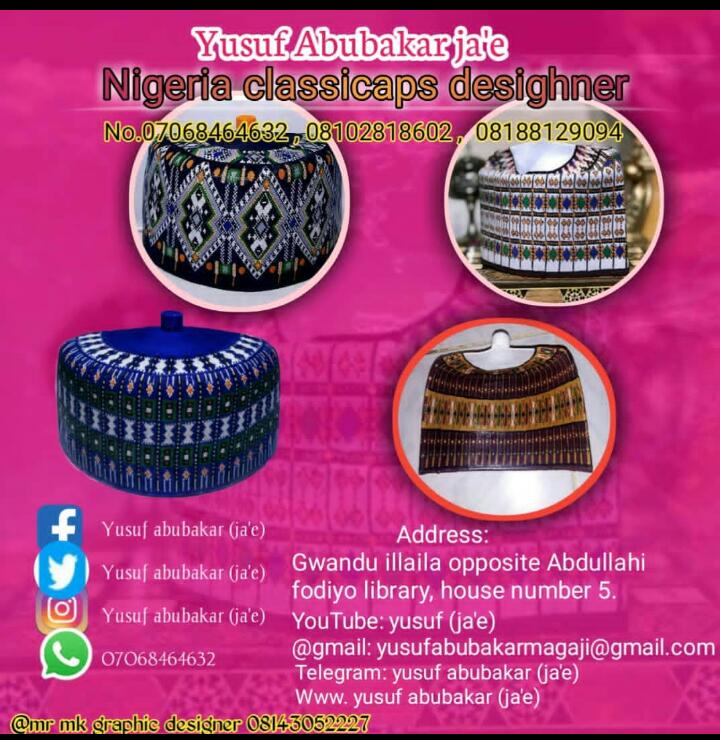 Yusuf Abubakar ja'e
Nigeria classicaps desighner
No.07068464632 , 08102818602 , 08188129094
Yusuf abubakar (ja'e)
Yusuf abubakar (ja'e)
Yusuf abubakar (ja'e)
07068464632
Address:
Gwandu illaila opposite Abdullahi
fodiyo library, house number 5.
YouTube: yusuf (ja'e)
@gmail: yusufabubakarmagaji@gmail.com
Telegram: yusuf abubakar (ja'e)
Www. yusuf abubakar (ja'e)
@mr mk graphic designer 08143052227